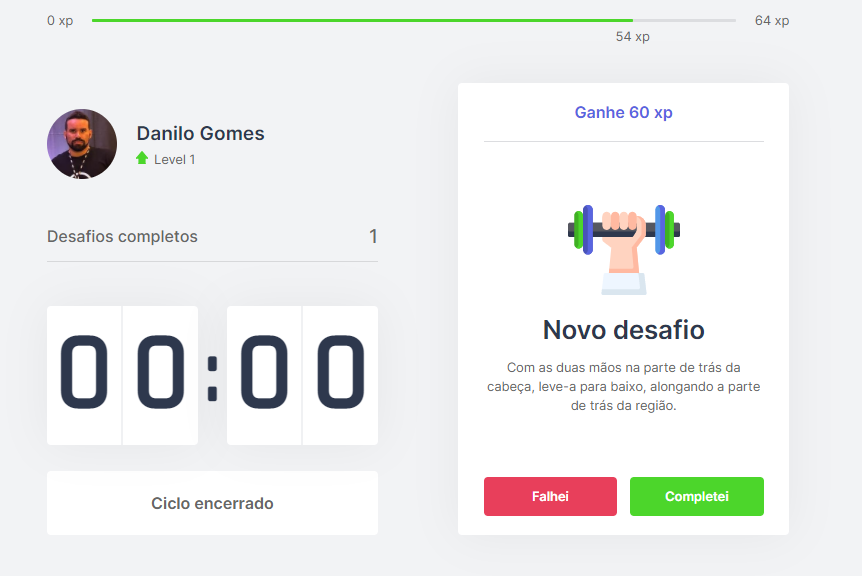 0 xp
64 xp
54 xp
Danilo Gomes
Level 1
Desafios completos 1
00:00
Ciclo encerrado
Ganhe 60 xp
Novo desafio
Com as duas mãos na parte de trás da
cabeça, leve-a para baixo, alongando a parte
de trás da região.
Falhei
Completei